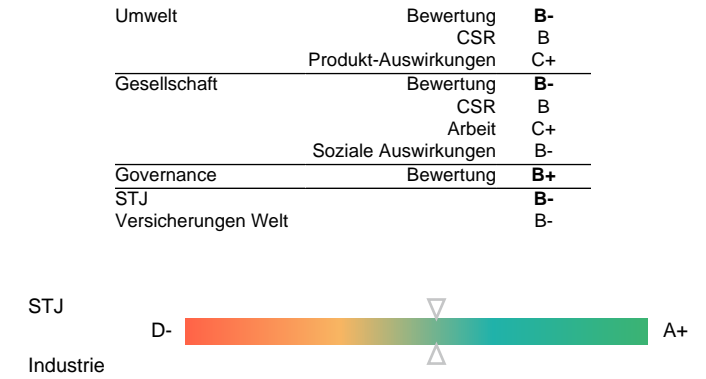 Umwelt Bewertung B-
CSR B
Produkt-Auswirkungen C+
Gesellschaft Bewertung B-
CSR B
Arbeit C+
Soziale Auswirkungen B-
Governance Bewertung B+
STJ B-
Versicherungen Welt B-
STJ
D- A+
Industrie